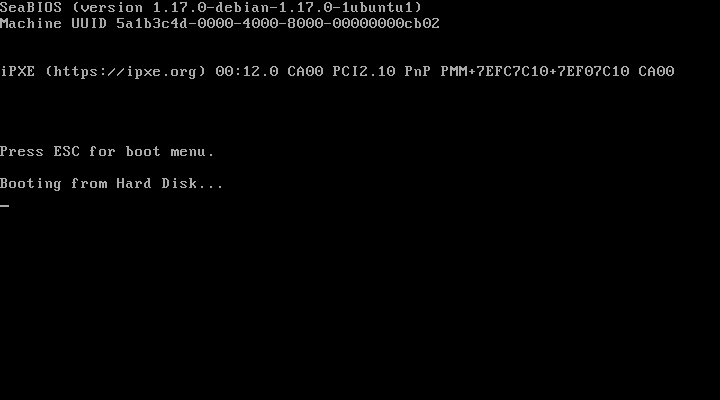 SeaBIOS (version 1.17.0-debian-1.17.0-1ubuntu1)
Machine UUID 5a1b3c4d-0000-4000-8000-00000000cb02
iPXE (https://ipxe.org) 00:12.0 CA00 PCI2.10 PnP PMM+7EFC7C10+7EF07C10 CA00
Press ESC for boot menu.
Booting from Hard Disk...
_